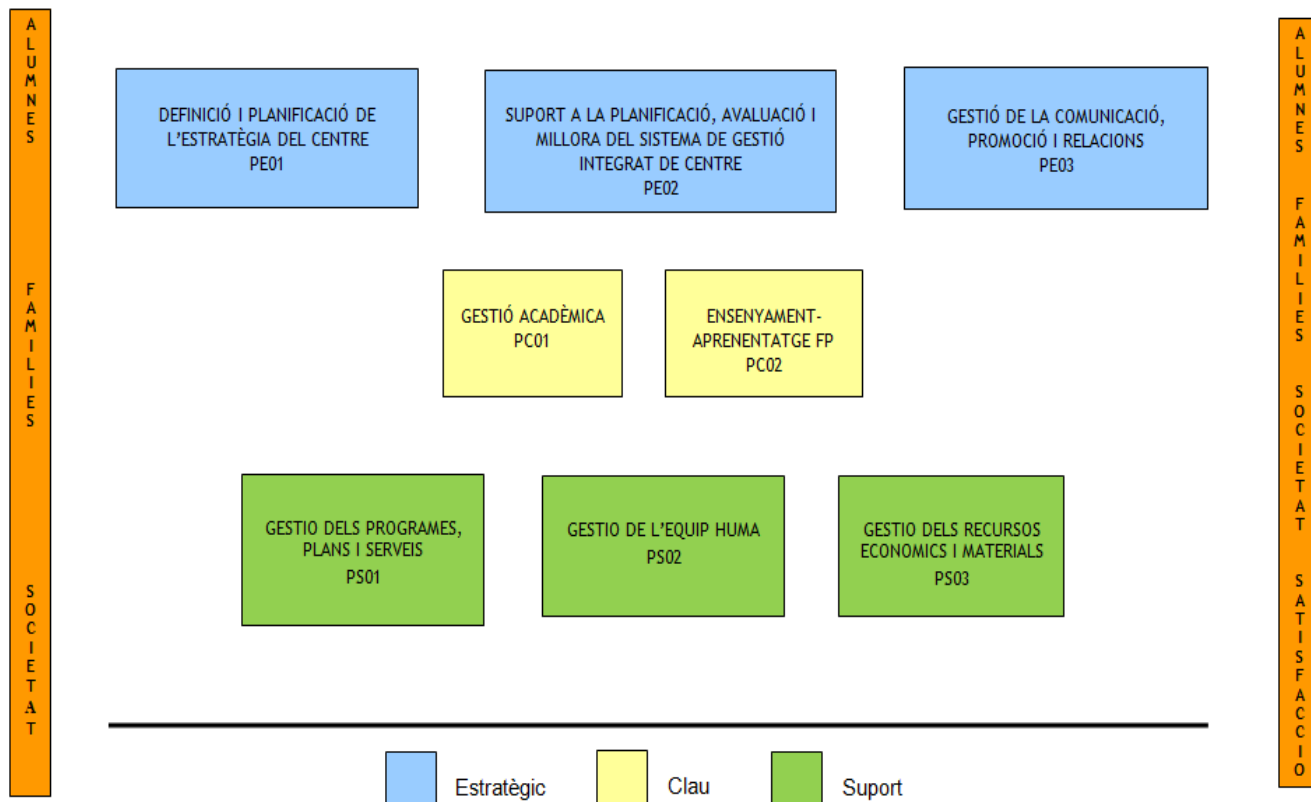 ALUMNES
FAMILIES
SOCIETAT
DEFINICIÓ I PLANIFICACIÓ DE
L'ESTRATÈGIA DEL CENTRE
PE01
SUPORT A LA PLANIFICACIÓ, AVALUACIÓ I
MILLORA DEL SISTEMA DE GESTIÓ
INTEGRAT DE CENTRE
PE02
GESTIÓ DE LA COMUNICACIÓ,
PROMOCIÓ I RELACIONS
PE03
GESTIÓ ACADÈMICA
PC01
ENSENYAMENT-
APRENENTATGE FP
PC02
GESTIO DELS PROGRAMES,
PLANS I SERVEIS
PS01
GESTIO DE L'EQUIP HUMA
PS02
GESTIO DELS RECURSOS
ECONOMICS I MATERIALS
PS03
ALUMNES
FAMILIES
SOCIETAT
SATISFACCIO
Estratègic
Clau
Suport